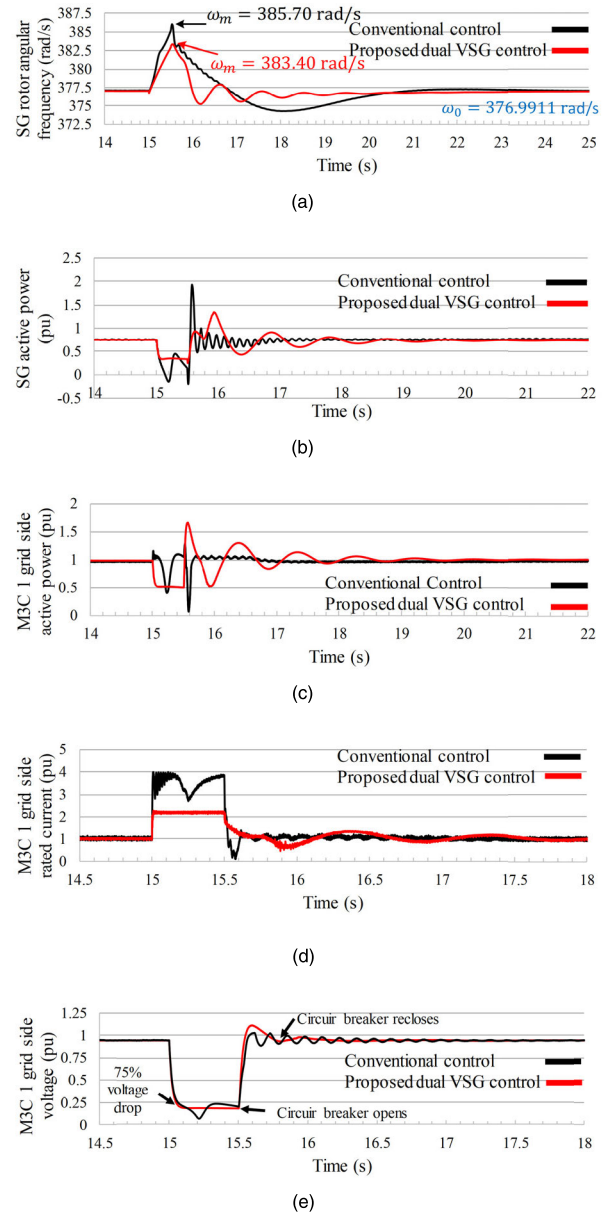 387.5
385
382.5
380
377.5
375
372.5
SG rotor angular
frequency (rad/s)
ω_m = 385.70 rad/s
ω_m = 383.40 rad/s
Conventional control
Proposed dual VSG control
ω_0 = 376.9911 rad/s
14 15 16 17 18 19 20 21 22 23 24 25
Time (s)
(a)
2.5
2
1.5
1
0.5
0
-0.5
SG active power
(pu)
Conventional control
Proposed dual VSG control
14 15 16 17 18 19 20 21 22
Time (s)
(b)
2
1.5
1
0.5
0
M3C 1 grid side
active power (pu)
Conventional Control
Proposed dual VSG control
14 15 16 17 18 19 20 21 22
Time (s)
(c)
5
4
3
2
1
0
M3C 1 grid side
rated current (pu)
Conventional control
Proposed dual VSG control
14.5 15 15.5 16 16.5 17 17.5 18
Time (s)
(d)
1.25
1
0.75
0.5
0.25
0
M3C 1 grid side
voltage (pu)
Circuir breaker recloses
75%
voltage
drop
Conventional control
Proposed dual VSG control
Circuir breaker opens
14.5 15 15.5 16 16.5 17 17.5 18
Time (s)
(e)